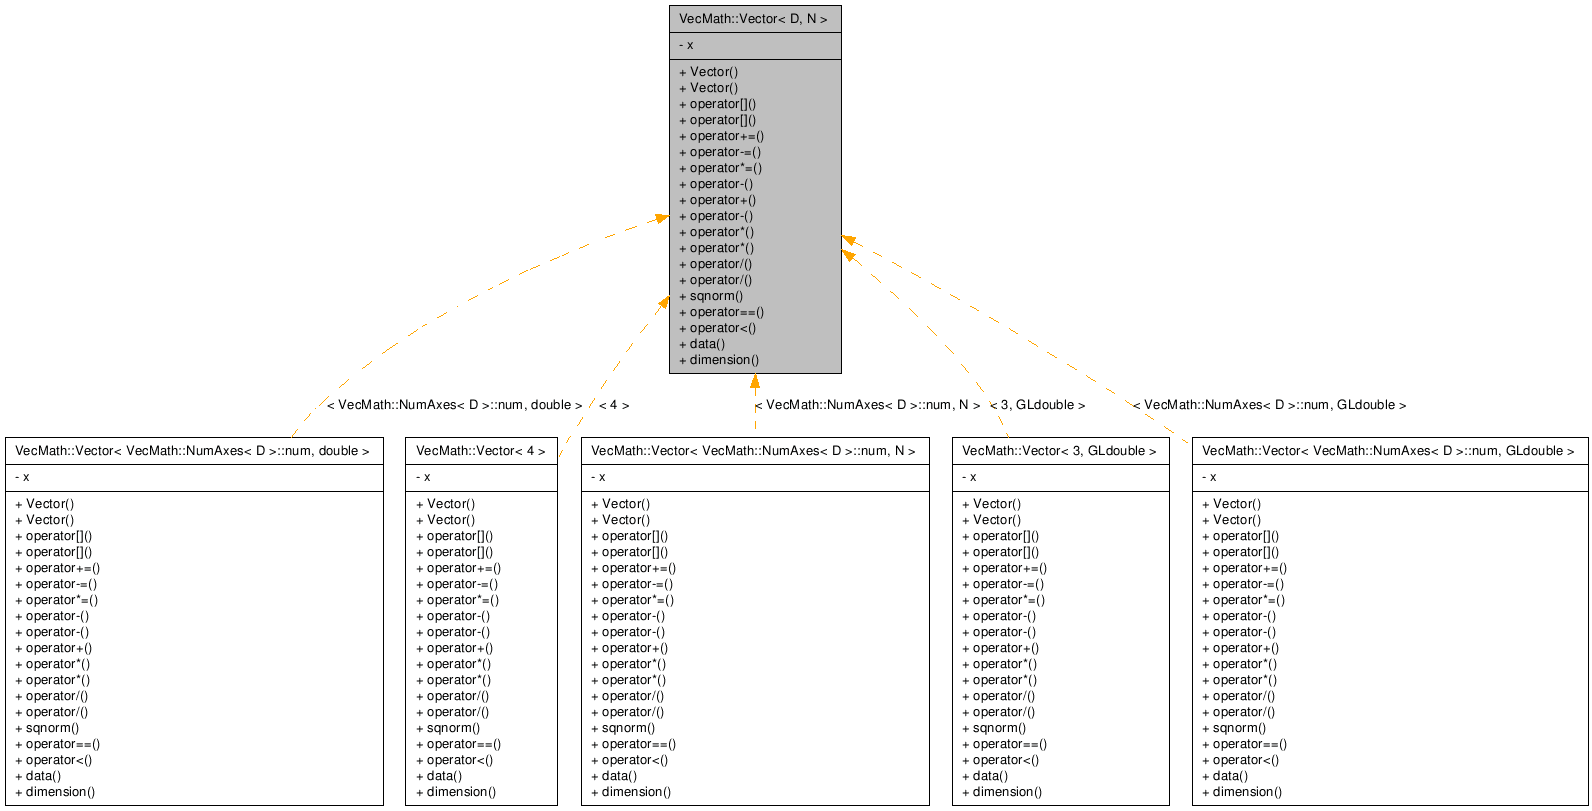 VecMath::Vector< D, N >
- x
+ Vector()
+ Vector()
+ operator[]()
+ operator[]()
+ operator+=()
+ operator-=()
+ operator*=()
+ operator-()
+ operator+()
+ operator-()
+ operator*()
+ operator*()
+ operator/()
+ operator/()
+ sqnorm()
+ operator==()
+ operator<()
+ data()
+ dimension()
< VecMath::NumAxes< D >::num, double >
< 4 >
< VecMath::NumAxes< D >::num, N >
< 3, GLdouble >
< VecMath::NumAxes< D >::num, GLdouble >
VecMath::Vector< VecMath::NumAxes< D >::num, double >
- x
+ Vector()
+ Vector()
+ operator[]()
+ operator[]()
+ operator+=()
+ operator-=()
+ operator*=()
+ operator-()
+ operator-()
+ operator+()
+ operator*()
+ operator*()
+ operator/()
+ operator/()
+ sqnorm()
+ operator==()
+ operator<()
+ data()
+ dimension()
VecMath::Vector< 4 >
- x
+ Vector()
+ Vector()
+ operator[]()
+ operator[]()
+ operator+=()
+ operator-=()
+ operator*=()
+ operator-()
+ operator-()
+ operator+()
+ operator*()
+ operator*()
+ operator/()
+ operator/()
+ sqnorm()
+ operator==()
+ operator<()
+ data()
+ dimension()
VecMath::Vector< VecMath::NumAxes< D >::num, N >
- x
+ Vector()
+ Vector()
+ operator[]()
+ operator[]()
+ operator+=()
+ operator-=()
+ operator*=()
+ operator-()
+ operator-()
+ operator+()
+ operator*()
+ operator*()
+ operator/()
+ operator/()
+ sqnorm()
+ operator==()
+ operator<()
+ data()
+ dimension()
VecMath::Vector< 3, GLdouble >
- x
+ Vector()
+ Vector()
+ operator[]()
+ operator[]()
+ operator+=()
+ operator-=()
+ operator*=()
+ operator-()
+ operator-()
+ operator+()
+ operator*()
+ operator*()
+ operator/()
+ operator/()
+ sqnorm()
+ operator==()
+ operator<()
+ data()
+ dimension()
VecMath::Vector< VecMath::NumAxes< D >::num, GLdouble >
- x
+ Vector()
+ Vector()
+ operator[]()
+ operator[]()
+ operator+=()
+ operator-=()
+ operator*=()
+ operator-()
+ operator-()
+ operator+()
+ operator*()
+ operator*()
+ operator/()
+ operator/()
+ sqnorm()
+ operator==()
+ operator<()
+ data()
+ dimension()